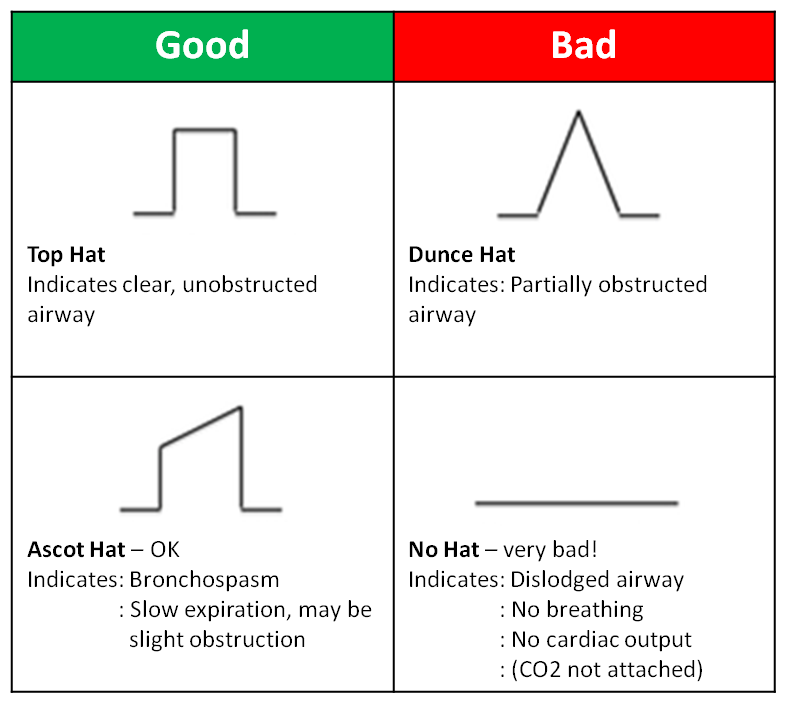 Good
Bad
Top Hat
Indicates clear, unobstructed
airway
Dunce Hat
Indicates: Partially obstructed
airway
Ascot Hat – OK
Indicates: Bronchospasm
: Slow expiration, may be
slight obstruction
No Hat – very bad!
Indicates: Dislodged airway
: No breathing
: No cardiac output
: (CO2 not attached)